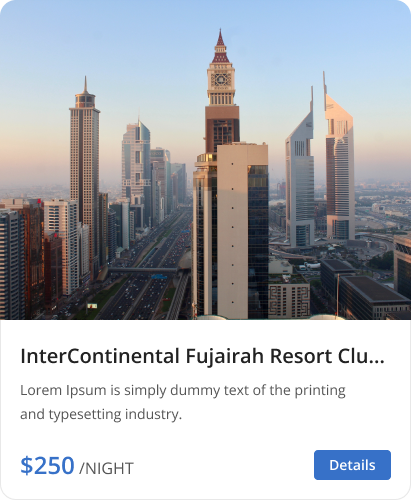 InterContinental Fujairah Resort Clu...
Lorem Ipsum is simply dummy text of the printing
and typesetting industry.
$250 /NIGHT
Details